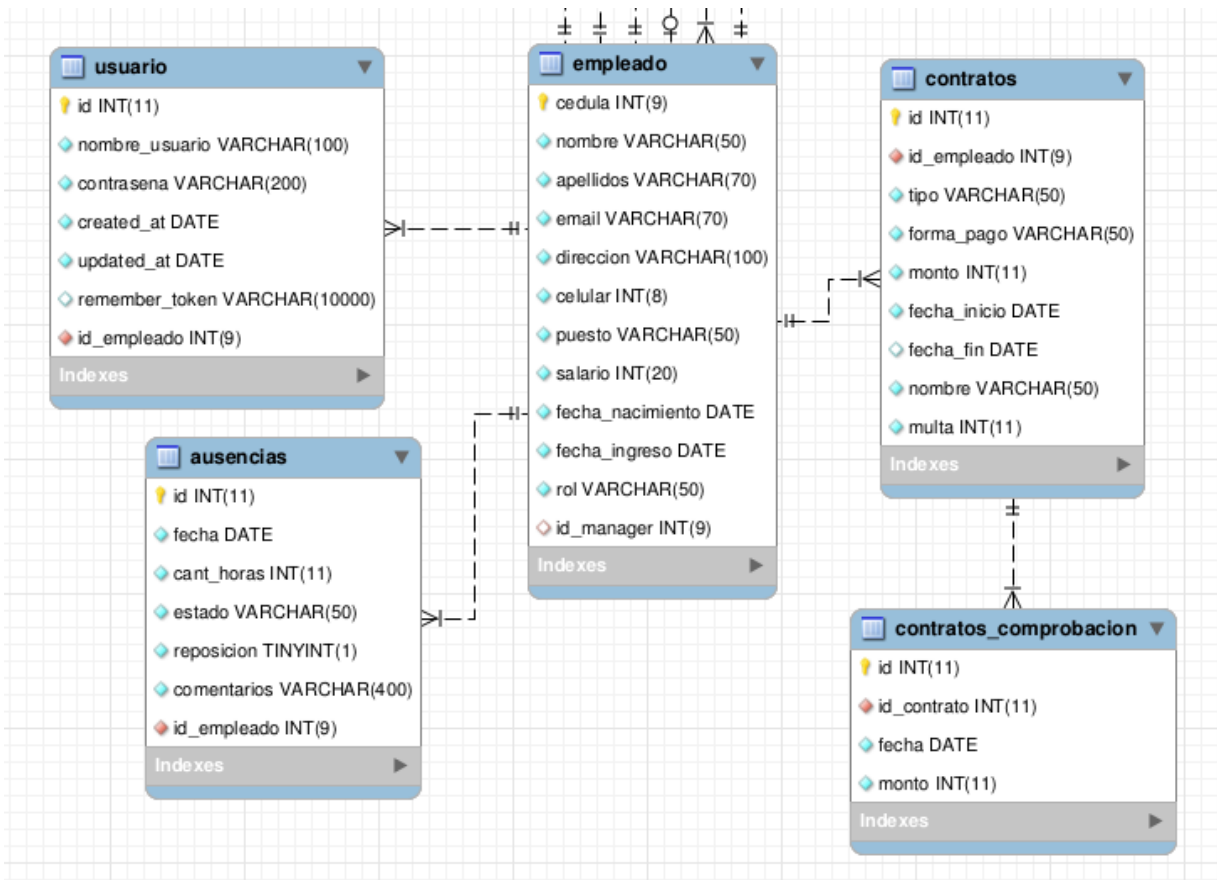 usuario
id INT(11)
nombre_usuario VARCHAR(100)
contrasena VARCHAR(200)
created_at DATE
updated_at DATE
remember_token VARCHAR(10000)
id_empleado INT(9)
Indexes
empleado
cedula INT(9)
nombre VARCHAR(50)
apellidos VARCHAR(70)
email VARCHAR(70)
direccion VARCHAR(100)
celular INT(8)
puesto VARCHAR(50)
salario INT(20)
fecha_nacimiento DATE
fecha_ingreso DATE
rol VARCHAR(50)
id_manager INT(9)
Indexes
contratos
id INT(11)
id_empleado INT(9)
tipo VARCHAR(50)
forma_pago VARCHAR(50)
monto INT(11)
fecha_inicio DATE
fecha_fin DATE
nombre VARCHAR(50)
multa INT(11)
Indexes
ausencias
id INT(11)
fecha DATE
cant_horas INT(11)
estado VARCHAR(50)
reposicion TINYINT(1)
comentarios VARCHAR(400)
id_empleado INT(9)
Indexes
contratos_comprobacion
id INT(11)
id_contrato INT(11)
fecha DATE
monto INT(11)
Indexes